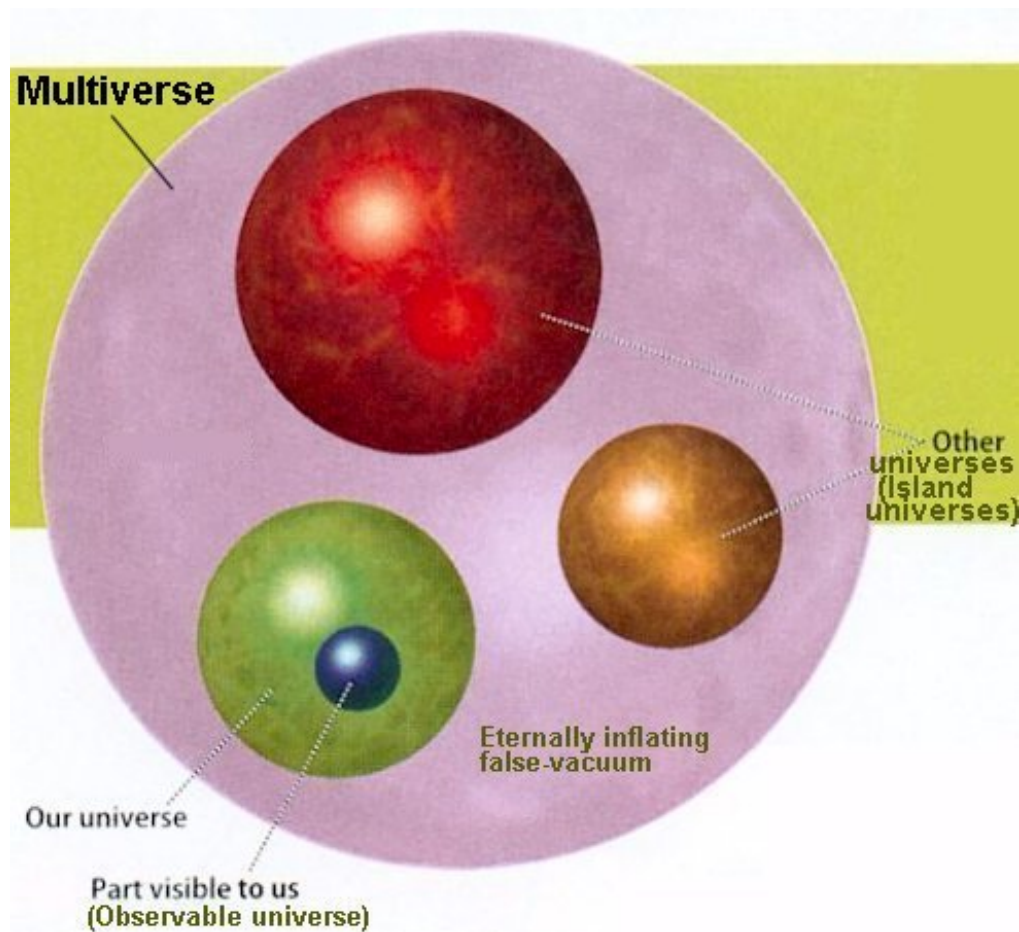 Multiverse
Other
universes
(Island
universes)
Eternally inflating
false-vacuum
Our universe
Part visible to us
(Observable universe)